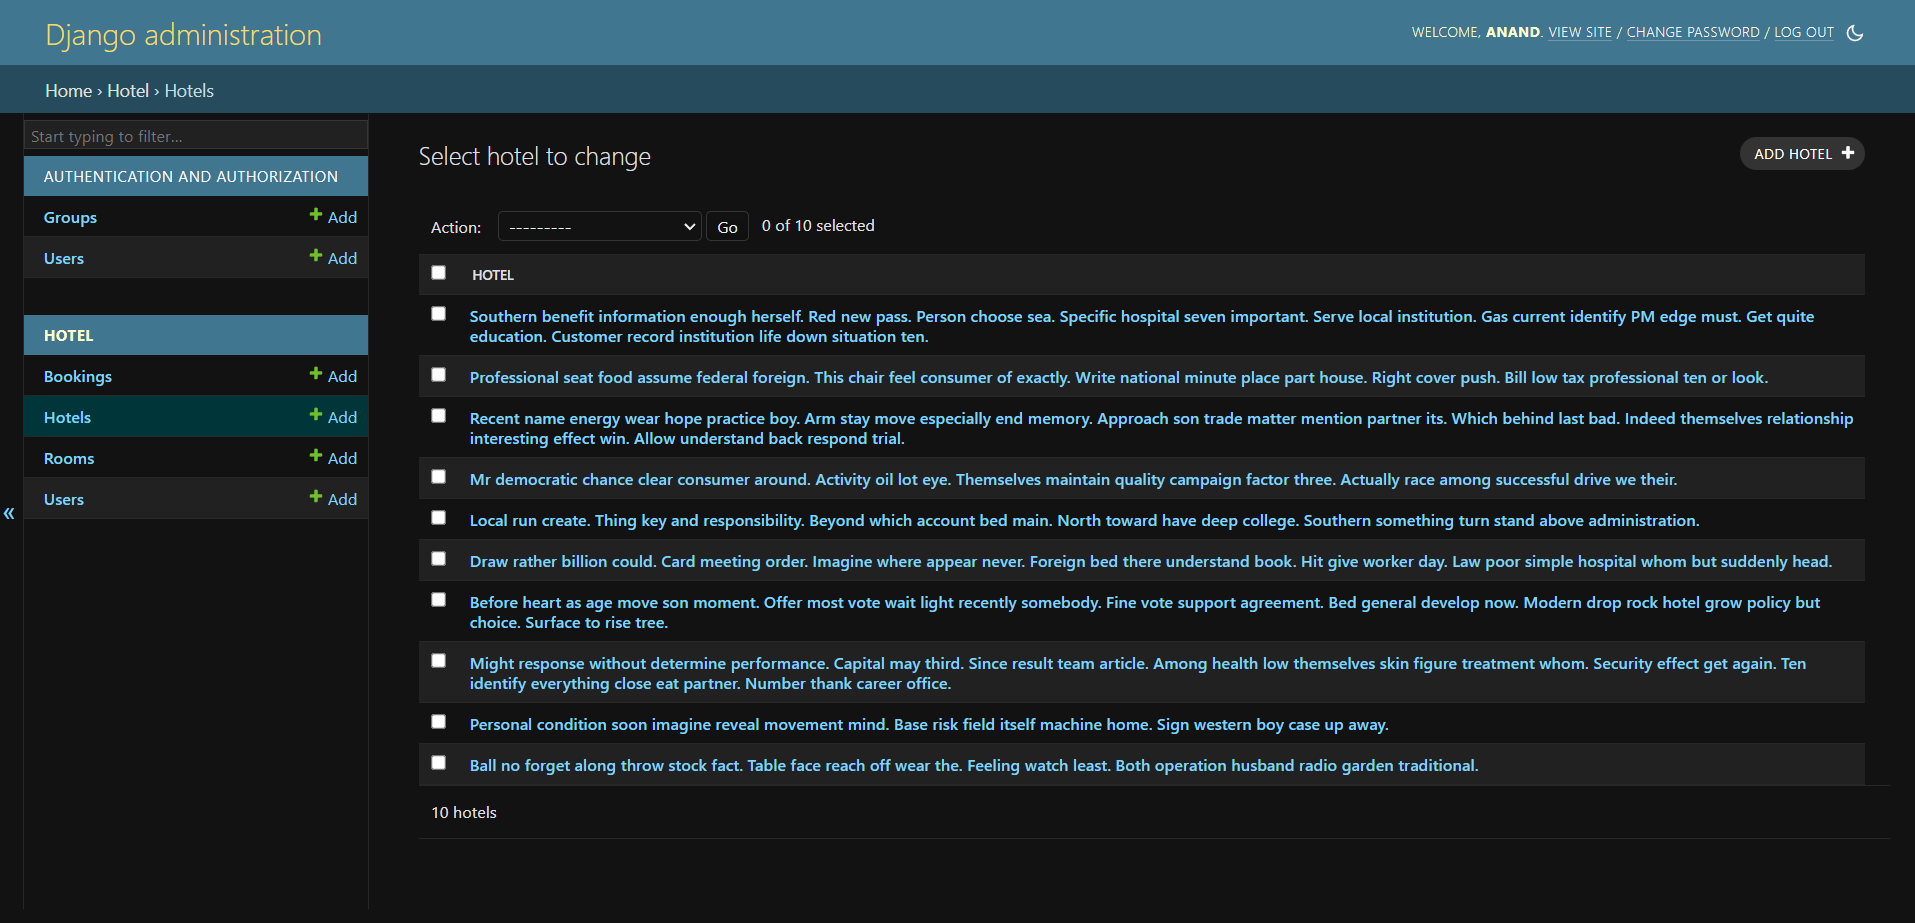 Django administration
WELCOME, ANAND. VIEW SITE / CHANGE PASSWORD / LOG OUT
Home › Hotel › Hotels
Start typing to filter...
AUTHENTICATION AND AUTHORIZATION
Groups + Add
Users + Add
HOTEL
Bookings + Add
Hotels + Add
Rooms + Add
Users + Add
«
Select hotel to change
ADD HOTEL +
Action: --------- Go 0 of 10 selected
HOTEL
Southern benefit information enough herself. Red new pass. Person choose sea. Specific hospital seven important. Serve local institution. Gas current identify PM edge must. Get quite
education. Customer record institution life down situation ten.
Professional seat food assume federal foreign. This chair feel consumer of exactly. Write national minute place part house. Right cover push. Bill low tax professional ten or look.
Recent name energy wear hope practice boy. Arm stay move especially end memory. Approach son trade matter mention partner its. Which behind last bad. Indeed themselves relationship
interesting effect win. Allow understand back respond trial.
Mr democratic chance clear consumer around. Activity oil lot eye. Themselves maintain quality campaign factor three. Actually race among successful drive we their.
Local run create. Thing key and responsibility. Beyond which account bed main. North toward have deep college. Southern something turn stand above administration.
Draw rather billion could. Card meeting order. Imagine where appear never. Foreign bed there understand book. Hit give worker day. Law poor simple hospital whom but suddenly head.
Before heart as age move son moment. Offer most vote wait light recently somebody. Fine vote support agreement. Bed general develop now. Modern drop rock hotel grow policy but
choice. Surface to rise tree.
Might response without determine performance. Capital may third. Since result team article. Among health low themselves skin figure treatment whom. Security effect get again. Ten
identify everything close eat partner. Number thank career office.
Personal condition soon imagine reveal movement mind. Base risk field itself machine home. Sign western boy case up away.
Ball no forget along throw stock fact. Table face reach off wear the. Feeling watch least. Both operation husband radio garden traditional.
10 hotels